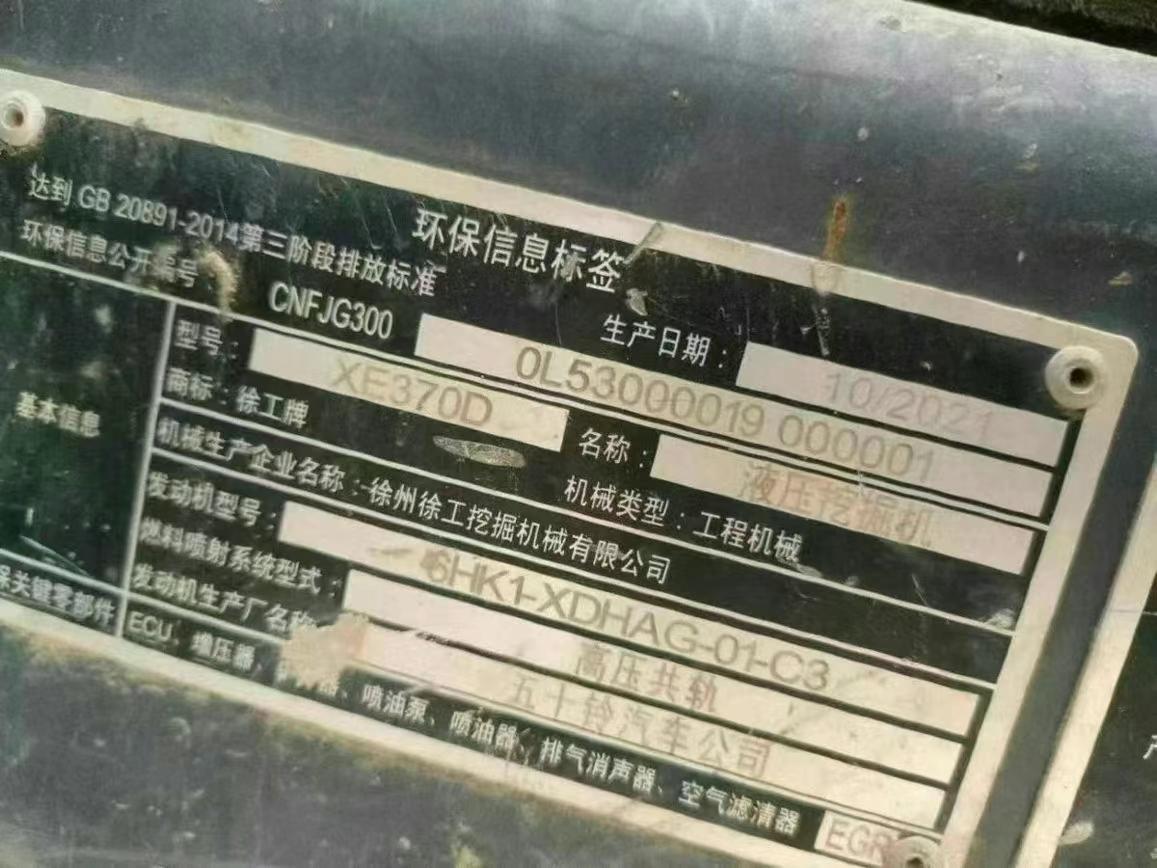 环保信息标签
达到 GB 20891-2014第三阶段排放标准
生产日期： 10/2021
环保信息公开编号： CNFJG300 0L53000019 000001
基本信息
型号： XE370D 名称： 液压挖掘机
商标：徐工牌 机械类型：工程机械
机械生产企业名称：徐州徐工挖掘机械有限公司
发动机型号： 6HK1-XDHAG-01-C3
燃料喷射系统型式： 高压共轨
发动机生产厂名称 五十铃汽车公司
保关键零部件 ECU、增压器、 、喷油泵、喷油器、排气消声器、空气滤清器 EGR